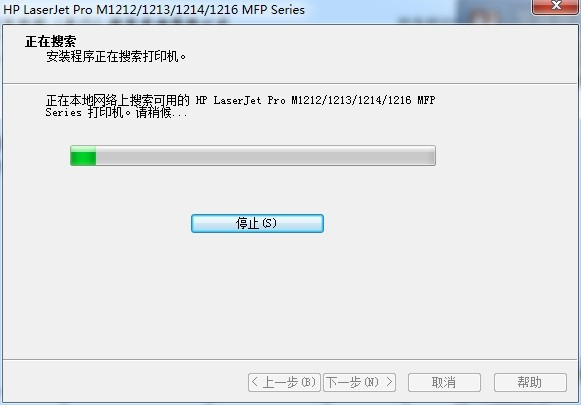 HP LaserJet Pro M1212/1213/1214/1216 MFP Series
正在搜索
安装程序正在搜索打印机。
正在本地网络上搜索可用的 HP LaserJet Pro M1212/1213/1214/1216 MFP
Series 打印机。请稍候...
停止(S)
< 上一步(B) 下一步(N) > 取消 帮助